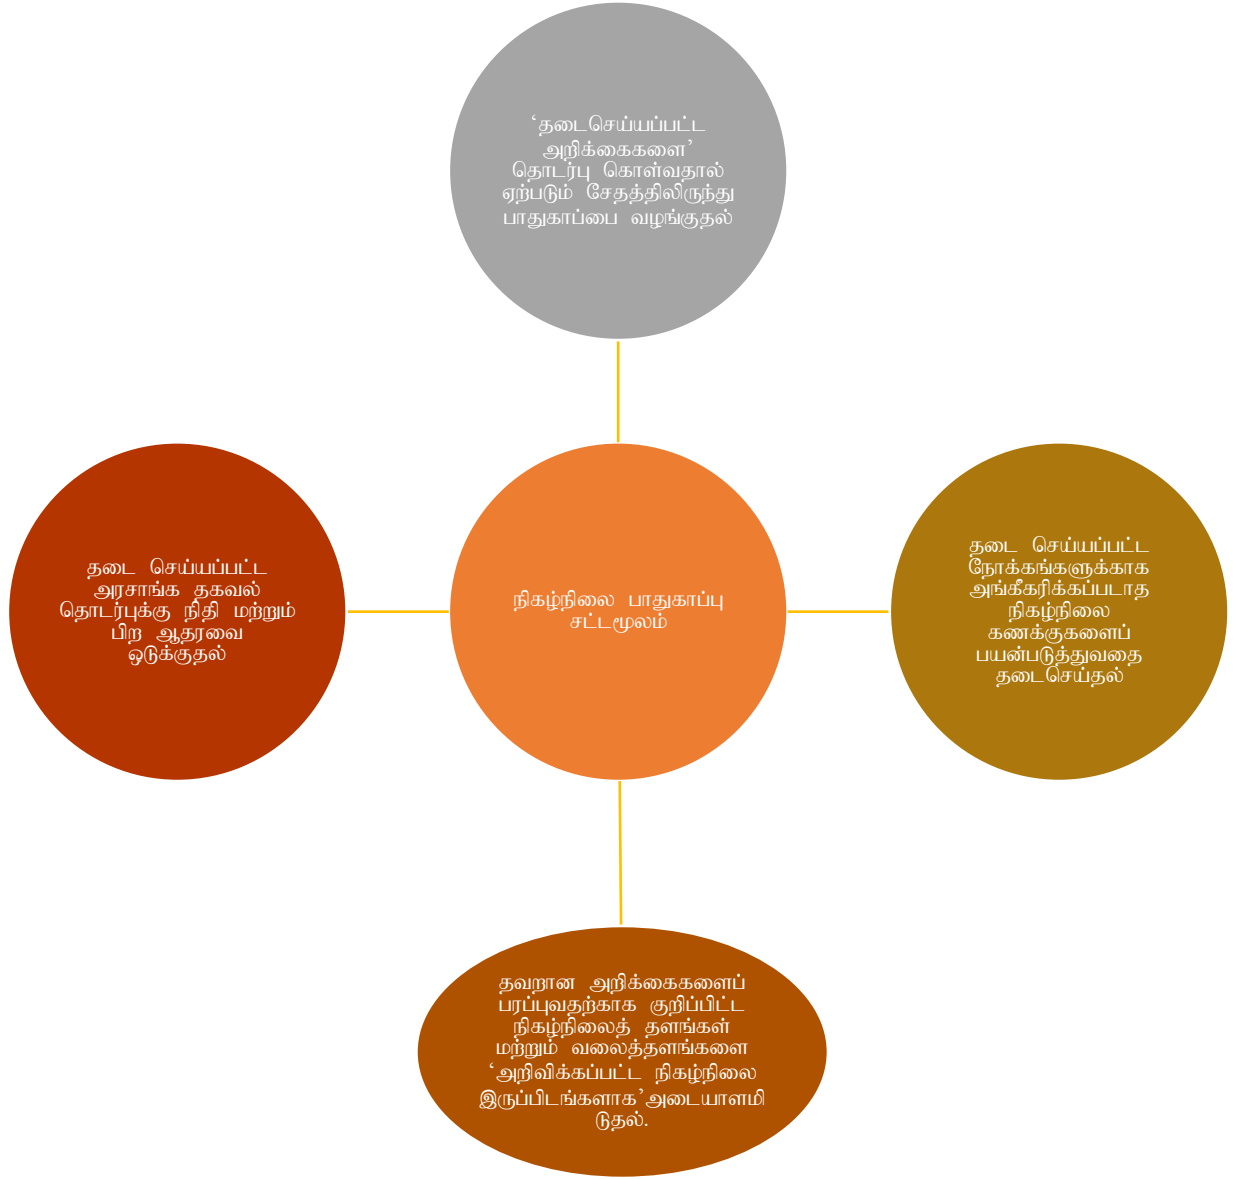 ‘தடைசெய்யப்பட்ட
அறிக்கைகளை’
தொடர்பு கொள்வதால்
ஏற்படும் சேதத்திலிருந்து
பாதுகாப்பை வழங்குதல்
தடை செய்யப்பட்ட
அரசாங்க தகவல்
தொடர்புக்கு நிதி மற்றும்
பிற ஆதரவை
ஒடுக்குதல்
நிகழ்நிலை பாதுகாப்பு
சட்டமூலம்
தடை செய்யப்பட்ட
நோக்கங்களுக்காக
அங்கீகரிக்கப்படாத
நிகழ்நிலை
கணக்குகளைப்
பயன்படுத்துவதை
தடைசெய்தல்
தவறான அறிக்கைகளைப்
பரப்புவதற்காக குறிப்பிட்ட
நிகழ்நிலைத் தளங்கள்
மற்றும் வலைத்தளங்களை
‘அறிவிக்கப்பட்ட நிகழ்நிலை
இருப்பிடங்களாக’அடையாளமி
டுதல்.